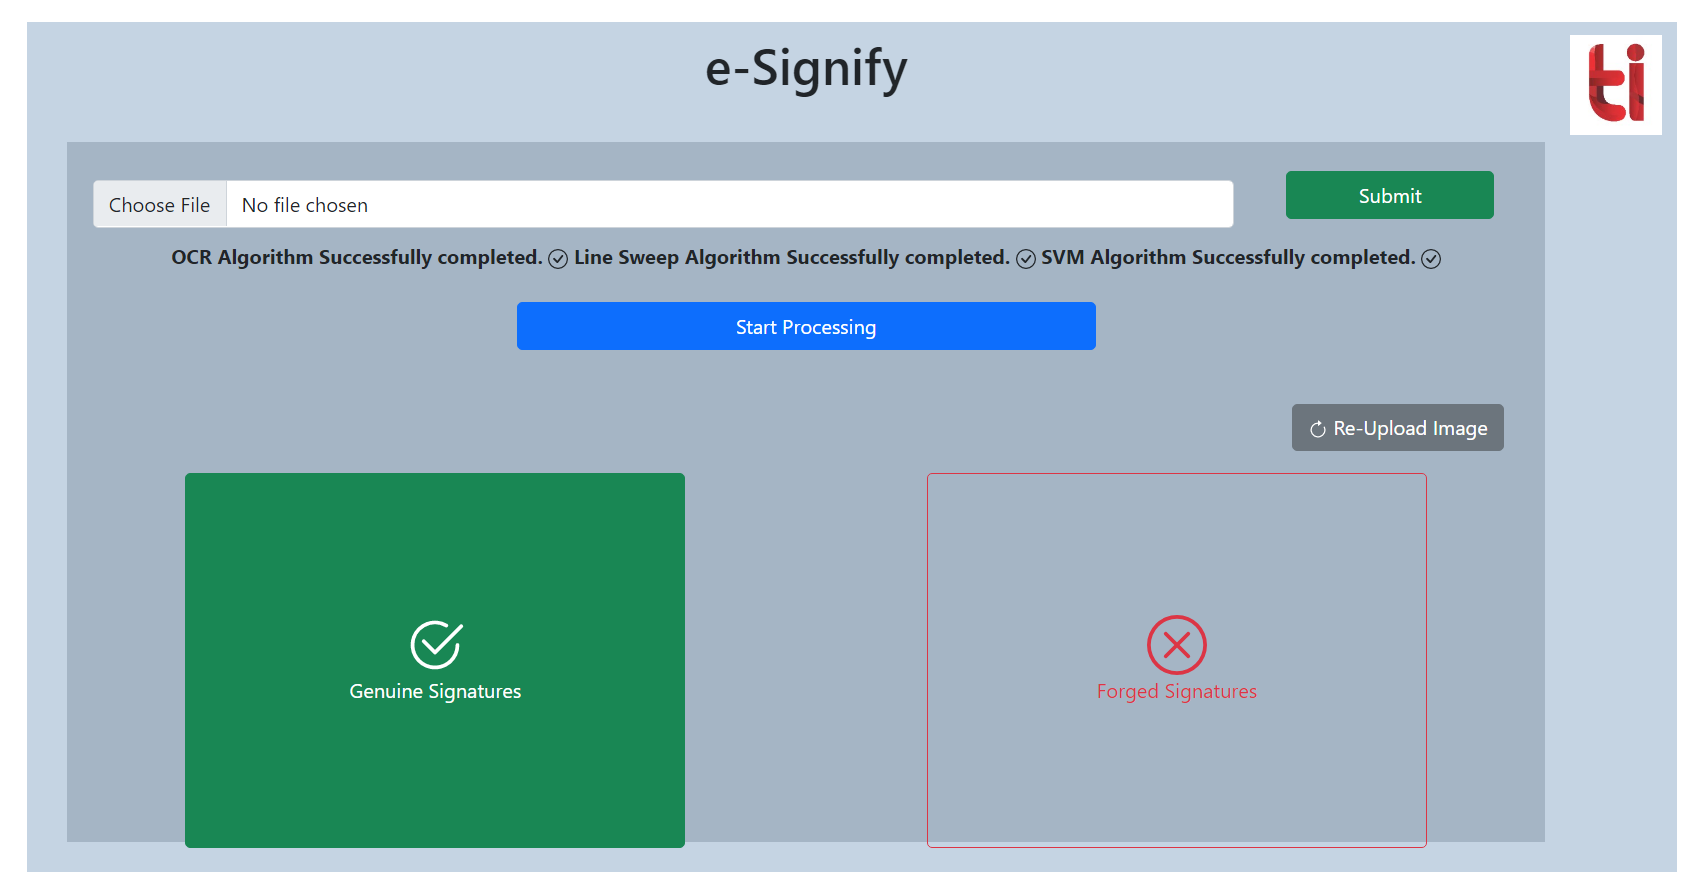 e-Signify
ti
Choose File No file chosen
Submit
OCR Algorithm Successfully completed. Line Sweep Algorithm Successfully completed. SVM Algorithm Successfully completed.
Start Processing
Re-Upload Image
Genuine Signatures
Forged Signatures